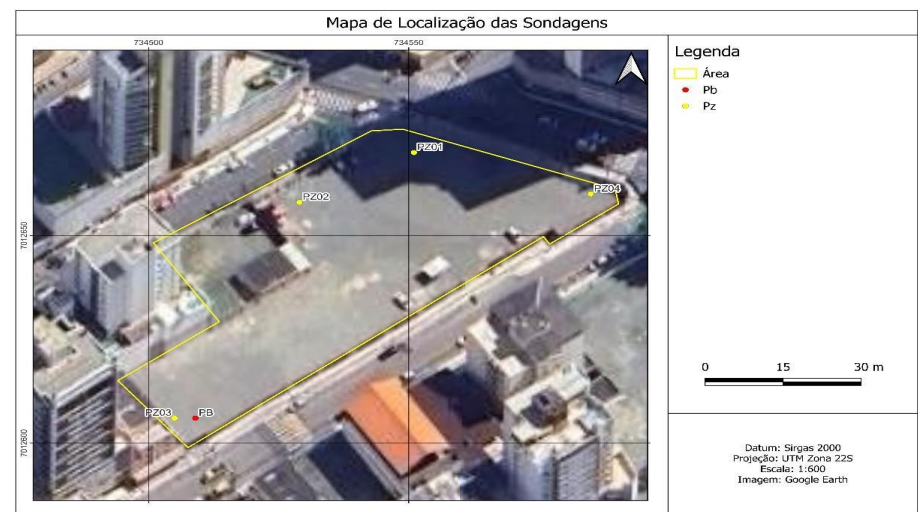 Mapa de Localização das Sondagens
734500
734550
7012650
7012600
PZ01
PZ02
PZ04
PZ03
PB
Legenda
Área
Pb
Pz
0 15 30 m
Datum: Sirgas 2000
Projeção: UTM Zona 22S
Escala: 1:600
Imagem: Google Earth